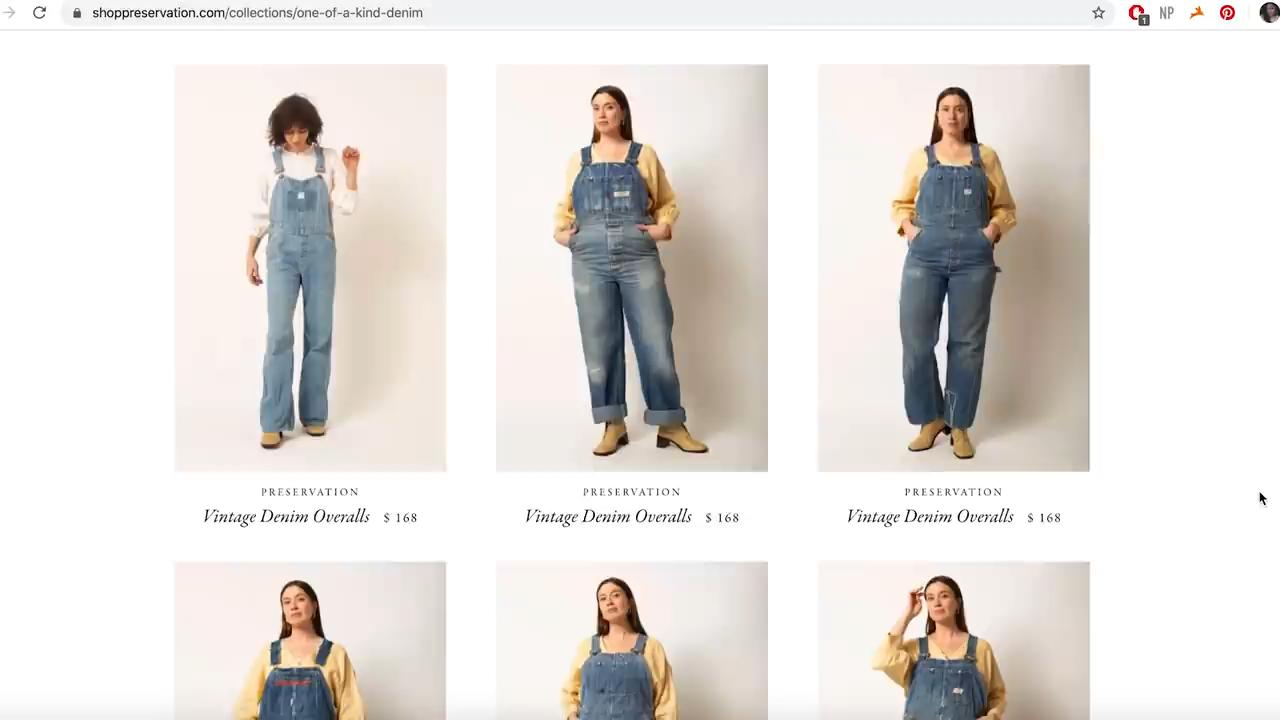 shoppreservation.com/collections/one-of-a-kind-denim
1
NP
PRESERVATION
Vintage Denim Overalls $ 168
PRESERVATION
Vintage Denim Overalls $ 168
PRESERVATION
Vintage Denim Overalls $ 168